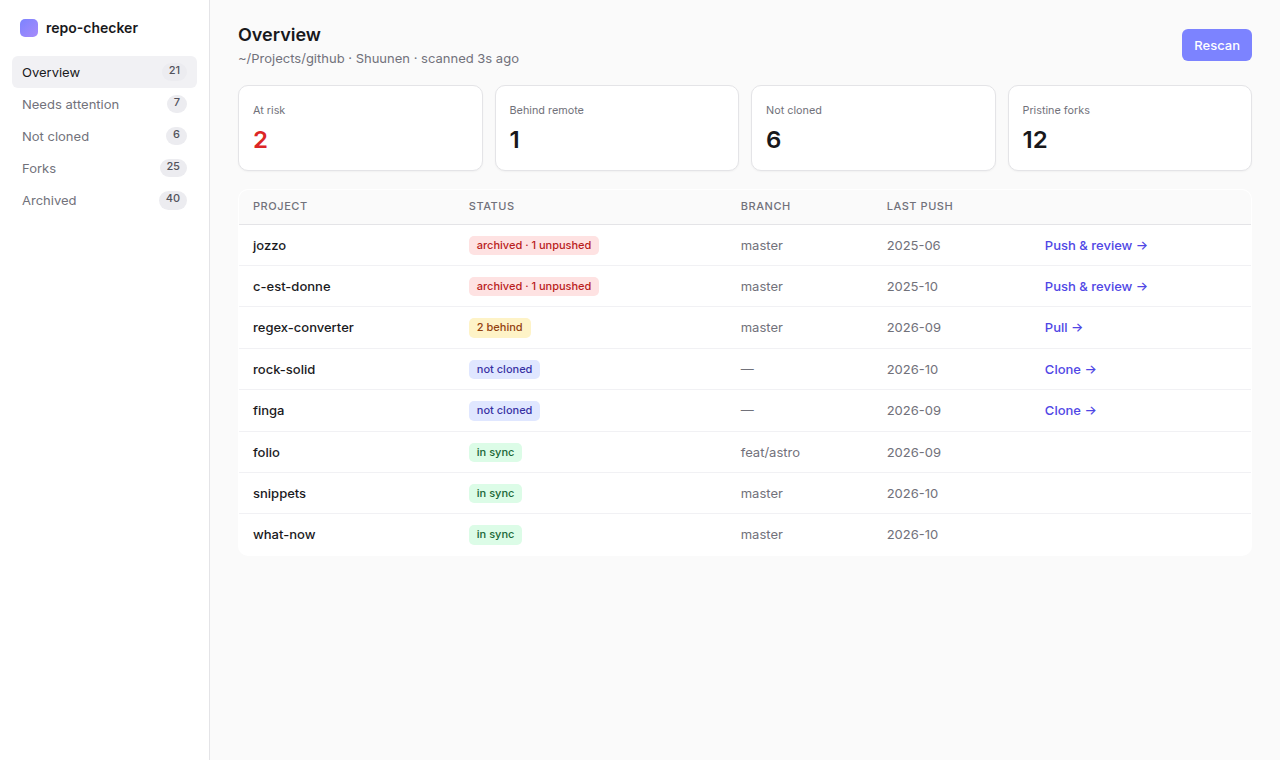 repo-checker
Overview 21
Needs attention 7
Not cloned 6
Forks 25
Archived 40
Overview
~/Projects/github · Shuunen · scanned 3s ago
Rescan
At risk
2
Behind remote
1
Not cloned
6
Pristine forks
12
PROJECT STATUS BRANCH LAST PUSH
jozzo archived · 1 unpushed master 2025-06 Push & review →
c-est-donne archived · 1 unpushed master 2025-10 Push & review →
regex-converter 2 behind master 2026-09 Pull →
rock-solid not cloned — 2026-10 Clone →
finga not cloned — 2026-09 Clone →
folio in sync feat/astro 2026-09
snippets in sync master 2026-10
what-now in sync master 2026-10